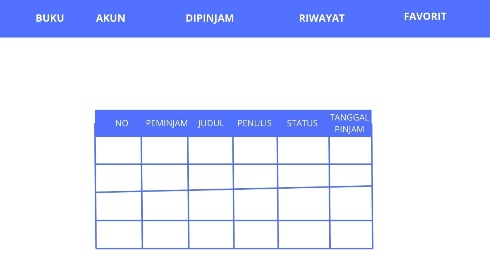 BUKU AKUN DIPINJAM RIWAYAT FAVORIT
NO PEMINJAM JUDUL PENULIS STATUS TANGGAL
PINJAM